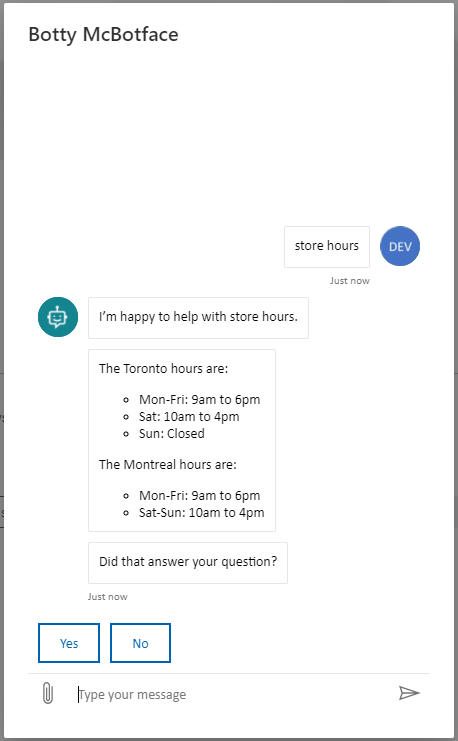 Botty McBotface
store hours
DEV
Just now
I'm happy to help with store hours.
The Toronto hours are:
Mon-Fri: 9am to 6pm
Sat: 10am to 4pm
Sun: Closed
The Montreal hours are:
Mon-Fri: 9am to 6pm
Sat-Sun: 10am to 4pm
Did that answer your question?
Just now
Yes
No
Type your message